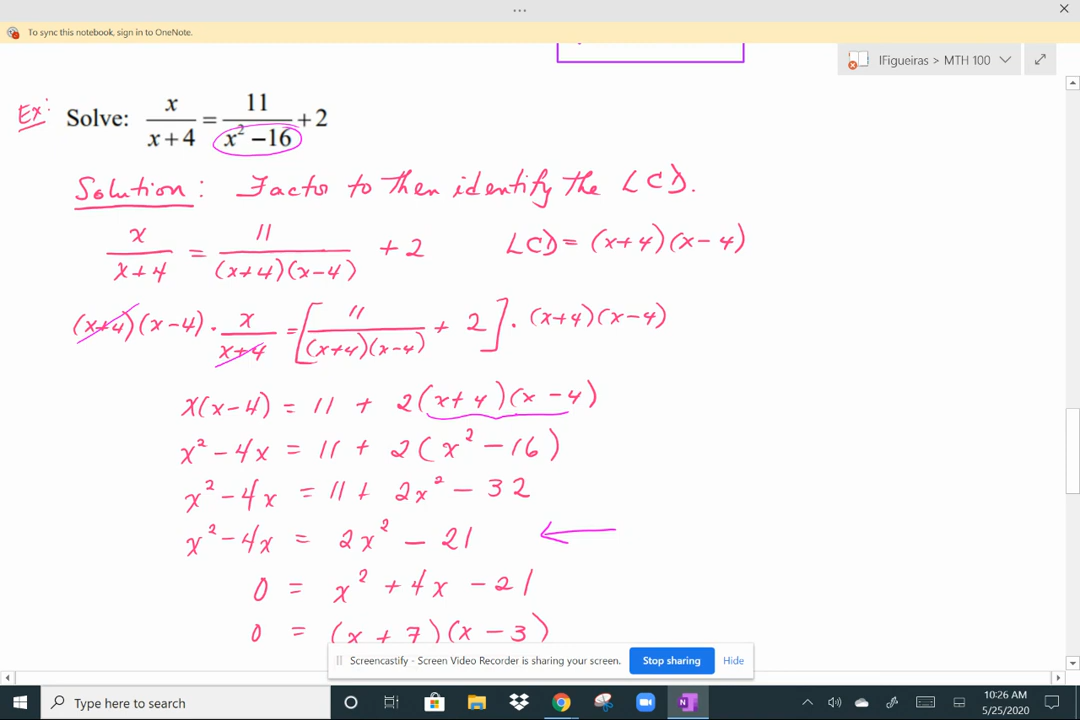 ...
To sync this notebook, sign in to OneNote.
IFigueiras > MTH 100
Ex: Solve: x/(x+4) = 11/(x² −16) + 2
Solution: Factor to then identify the LCD.
x/(x+4) = 11/((x+4)(x−4)) + 2 LCD = (x+4)(x−4)
(x+4)(x−4) · x/(x+4) = [11/((x+4)(x−4)) + 2] · (x+4)(x−4)
x(x−4) = 11 + 2(x+4)(x−4)
x² − 4x = 11 + 2(x² − 16)
x² − 4x = 11 + 2x² − 32
x² − 4x = 2x² − 21 ←
0 = x² + 4x − 21
0 = (x + 7)(x − 3)
Screencastify - Screen Video Recorder is sharing your screen. Stop sharing Hide
Type here to search
10:26 AM
5/25/2020